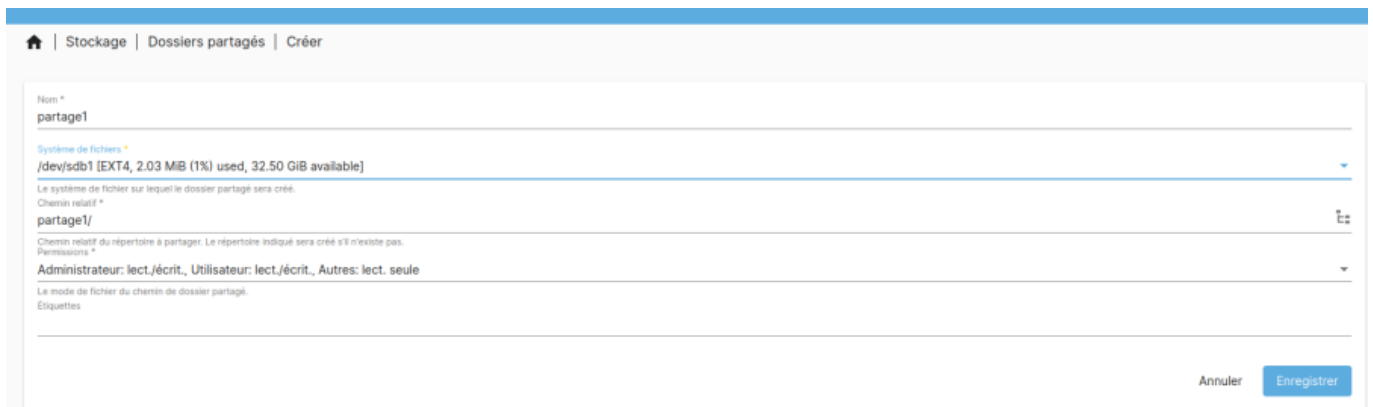 Stockage | Dossiers partagés | Créer
Nom *
partage1
Système de fichiers *
/dev/sdb1 [EXT4, 2.03 MiB (1%) used, 32.50 GiB available]
Le système de fichier sur lequel le dossier partagé sera créé.
Chemin relatif *
partage1/
Chemin relatif du répertoire à partager. Le répertoire indiqué sera créé s'il n'existe pas.
Permissions *
Administrateur: lect./écrit., Utilisateur: lect./écrit., Autres: lect. seule
Le mode de fichier du chemin de dossier partagé.
Étiquettes
Annuler Enregistrer